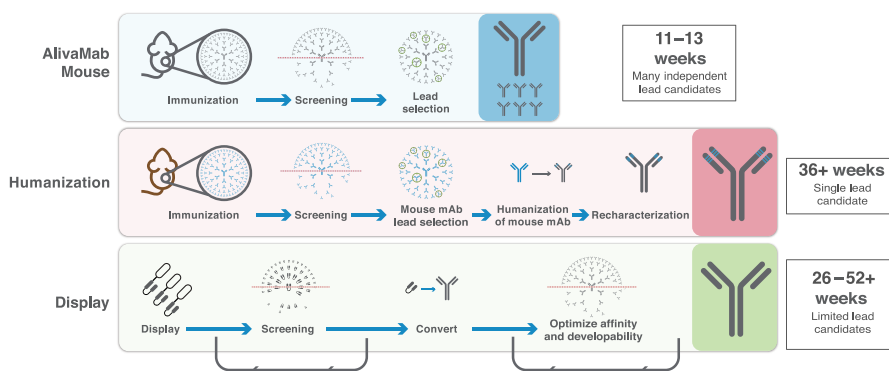 AlivaMab
Mouse
Immunization
Screening
Lead
selection
11–13
weeks
Many independent
lead candidates
Humanization
Immunization
Screening
Mouse mAb
lead selection
Humanization
of mouse mAb
Recharacterization
36+ weeks
Single lead
candidate
Display
Display
Screening
Convert
Optimize affinity
and developability
26–52+
weeks
Limited lead
candidates